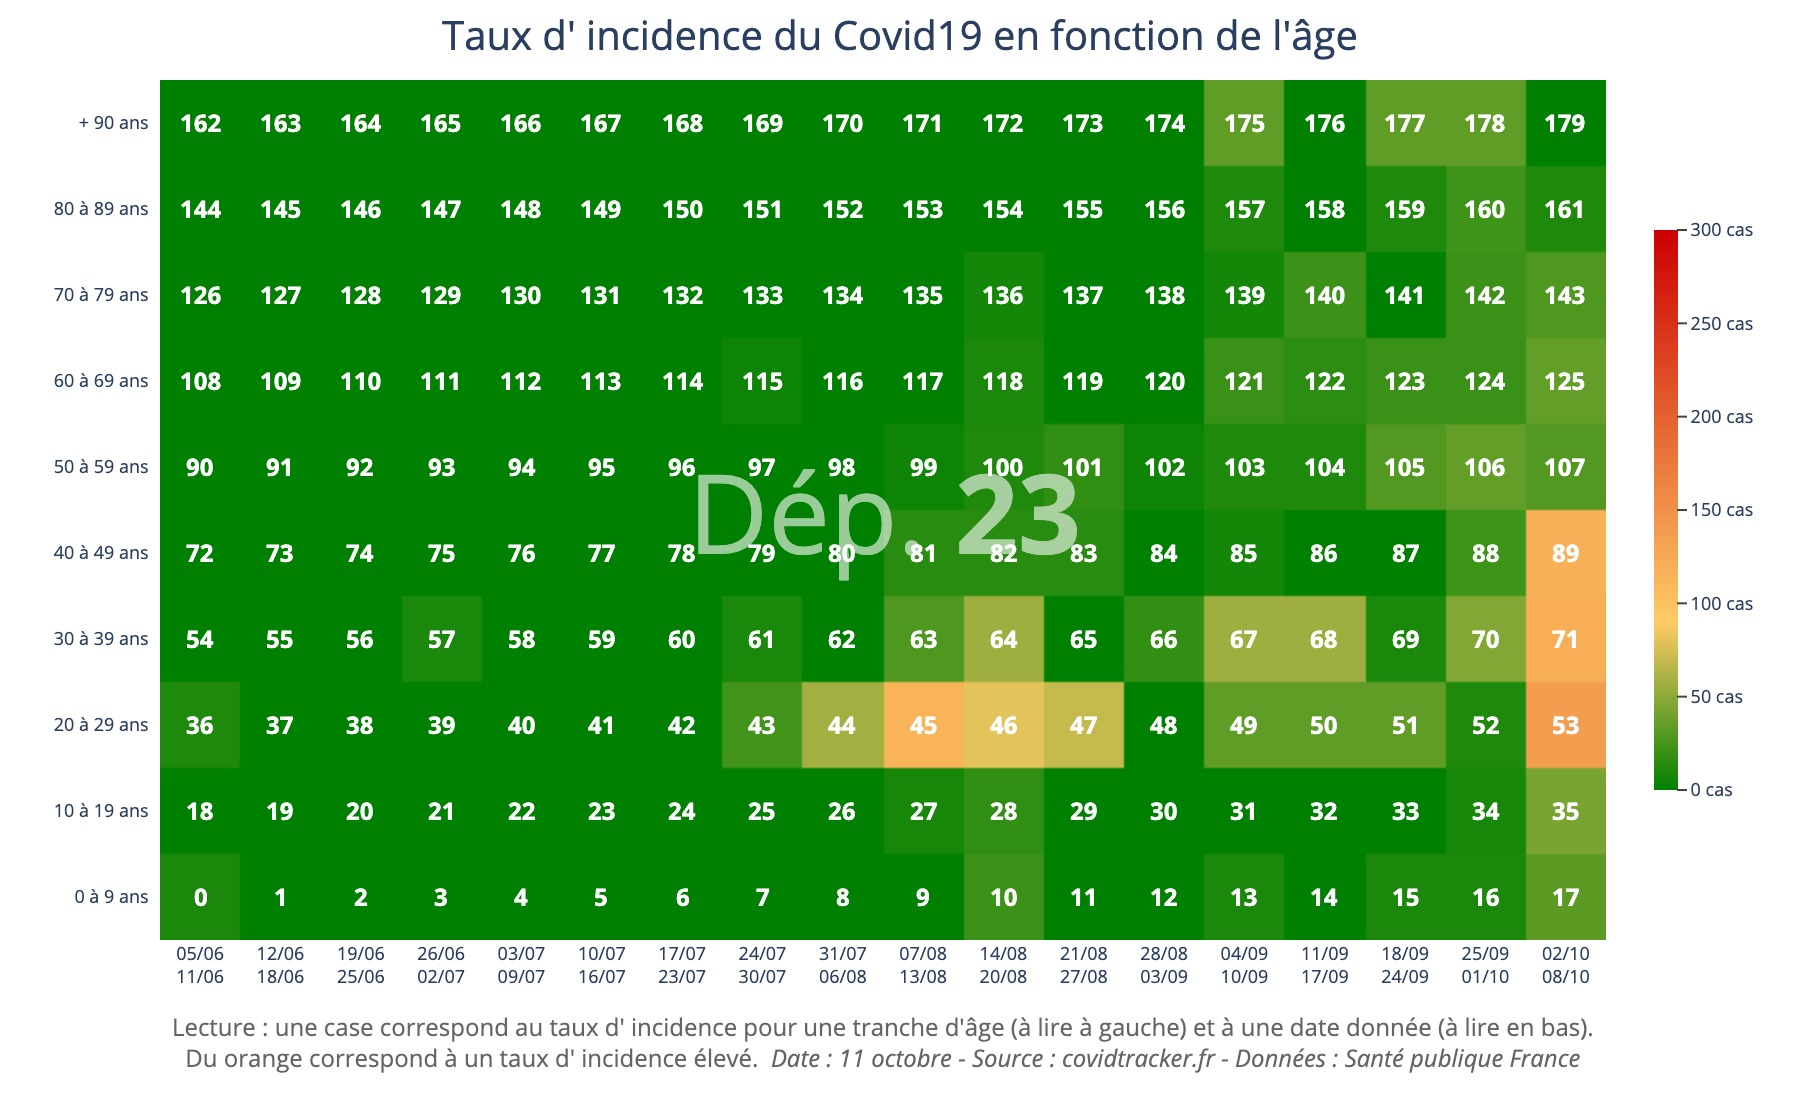 Taux d' incidence du Covid19 en fonction de l'âge
+ 90 ans 162 163 164 165 166 167 168 169 170 171 172 173 174 175 176 177 178 179
80 à 89 ans 144 145 146 147 148 149 150 151 152 153 154 155 156 157 158 159 160 161
300 cas
70 à 79 ans 126 127 128 129 130 131 132 133 134 135 136 137 138 139 140 141 142 143
250 cas
60 à 69 ans 108 109 110 111 112 113 114 115 116 117 118 119 120 121 122 123 124 125
200 cas
50 à 59 ans 90 91 92 93 94 95 96 97 98 99 100 101 102 103 104 105 106 107
Dép. 23
150 cas
40 à 49 ans 72 73 74 75 76 77 78 79 80 81 82 83 84 85 86 87 88 89
100 cas
30 à 39 ans 54 55 56 57 58 59 60 61 62 63 64 65 66 67 68 69 70 71
50 cas
20 à 29 ans 36 37 38 39 40 41 42 43 44 45 46 47 48 49 50 51 52 53
0 cas
10 à 19 ans 18 19 20 21 22 23 24 25 26 27 28 29 30 31 32 33 34 35
0 à 9 ans 0 1 2 3 4 5 6 7 8 9 10 11 12 13 14 15 16 17
05/06 12/06 19/06 26/06 03/07 10/07 17/07 24/07 31/07 07/08 14/08 21/08 28/08 04/09 11/09 18/09 25/09 02/10
11/06 18/06 25/06 02/07 09/07 16/07 23/07 30/07 06/08 13/08 20/08 27/08 03/09 10/09 17/09 24/09 01/10 08/10
Lecture : une case correspond au taux d' incidence pour une tranche d'âge (à lire à gauche) et à une date donnée (à lire en bas).
Du orange correspond à un taux d' incidence élevé. Date : 11 octobre - Source : covidtracker.fr - Données : Santé publique France